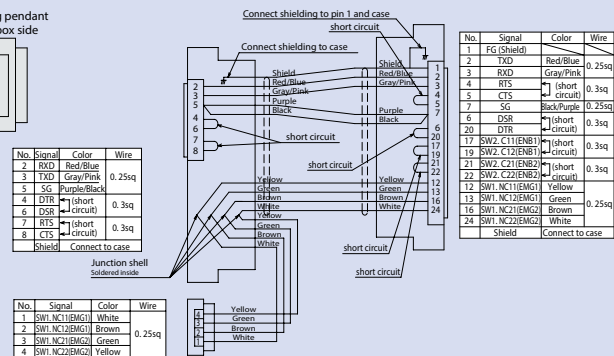 g pendant
box side
Connect shielding to pin 1 and case
short circuit
Connect shielding to case
Shield
Red/Blue
Gray/Pink
Purple
Black
Shield
Red/Blue
Gray/Pink
Purple
Black
2
3
5
4
6
7
8
short circuit
short circuit
1
2
3
4
5
7
6
20
17
19
21
22
12
13
16
24
Yellow
Green
Brown
White
Yellow
Green
Brown
White
Yellow
Green
Brown
White
short circuit
short circuit
Junction shell
Soldered inside
4
3
2
1
Yellow
Green
Brown
White
No. Signal Color Wire
2 RXD Red/Blue 0. 25sq
3 TXD Gray/Pink
5 SG Purple/Black
4 DTR (short circuit) 0. 3sq
6 DSR
7 RTS (short circuit) 0. 3sq
8 CTS
Shield Connect to case
No. Signal Color Wire
1 SW1. NC11(EMG1) White 0. 25sq
2 SW1. NC12(EMG1) Brown
3 SW1. NC21(EMG2) Green
4 SW1. NC22(EMG2) Yellow
No. Signal Color Wire
1 FG (Shield)
2 TXD Red/Blue 0. 25sq
3 RXD Gray/Pink
4 RTS (short circuit) 0. 3sq
5 CTS
7 SG Black/Purple 0. 25sq
6 DSR (short circuit) 0. 3sq
20 DTR
17 SW2. C11(ENB1) (short circuit) 0. 3sq
19 SW2. C12(ENB1)
21 SW2. C21(ENB2) (short circuit) 0. 3sq
22 SW2. C22(ENB2)
12 SW1. NC11(EMG1) Yellow 0. 25sq
13 SW1. NC12(EMG1) Green
16 SW1. NC21(EMG2) Brown
24 SW1. NC22(EMG2) White
Shield Connect to case